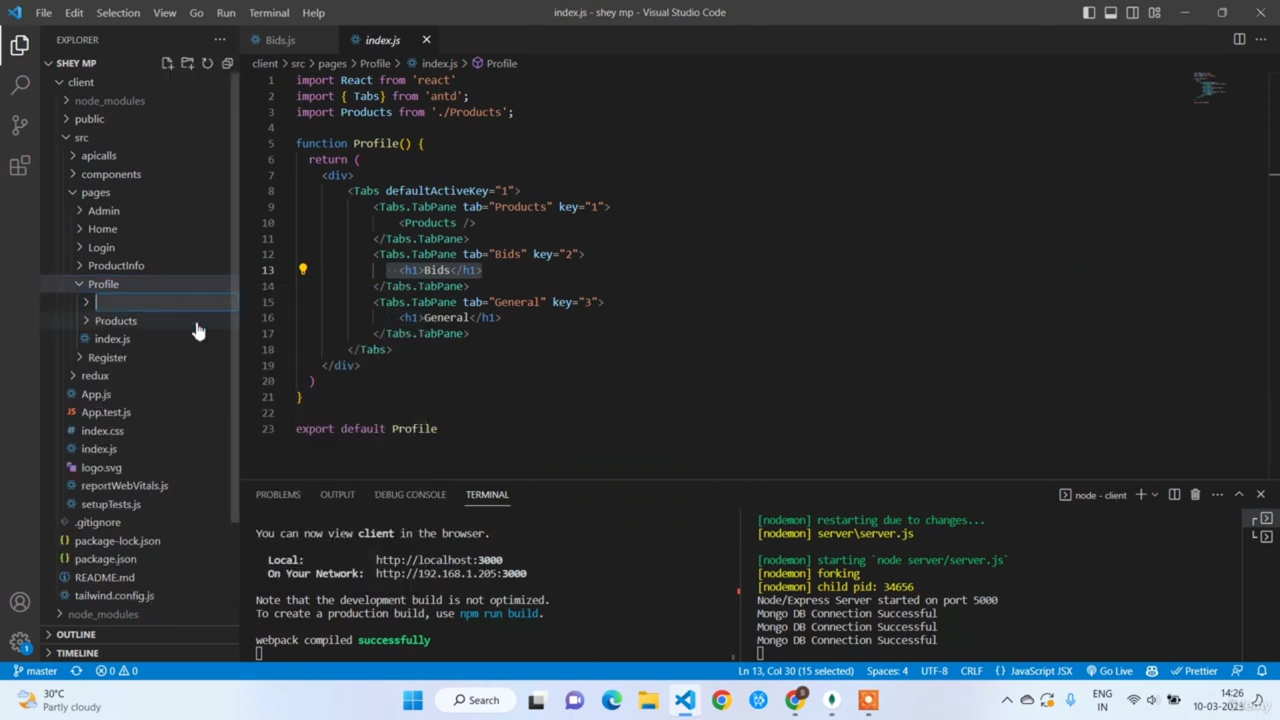 File Edit Selection View Go Run Terminal Help
index.js - shey mp - Visual Studio Code
EXPLORER
SHEY MP
client
node_modules
public
src
apicalls
components
pages
Admin
Home
Login
ProductInfo
Profile
Products
index.js
Register
redux
App.js
JS App.test.js
# index.css
index.js
logo.svg
reportWebVitals.js
setupTests.js
.gitignore
package-lock.json
package.json
README.md
tailwind.config.js
node_modules
OUTLINE
TIMELINE
Bids.js index.js
client > src > pages > Profile > index.js > Profile
1 import React from 'react'
2 import { Tabs} from 'antd';
3 import Products from './Products';
4
5 function Profile() {
6 return (
7 <div>
8 <Tabs defaultActiveKey="1">
9 <Tabs.TabPane tab="Products" key="1">
10 <Products />
11 </Tabs.TabPane>
12 <Tabs.TabPane tab="Bids" key="2">
13 <h1>Bids</h1>
14 </Tabs.TabPane>
15 <Tabs.TabPane tab="General" key="3">
16 <h1>General</h1>
17 </Tabs.TabPane>
18 </Tabs>
19 </div>
20 )
21 }
22
23 export default Profile
PROBLEMS OUTPUT DEBUG CONSOLE TERMINAL
node - client
You can now view client in the browser.
Local: http://localhost:3000
On Your Network: http://192.168.1.205:3000
Note that the development build is not optimized.
To create a production build, use npm run build.
webpack compiled successfully
[nodemon] restarting due to changes...
[nodemon] server\server.js
[nodemon] starting `node server/server.js`
[nodemon] forking
[nodemon] child pid: 34656
Node/Express Server started on port 5000
Mongo DB Connection Successful
Mongo DB Connection Successful
Mongo DB Connection Successful
master 0 0
Ln 13, Col 30 (15 selected) Spaces: 4 UTF-8 CRLF JavaScript JSX Go Live Prettier
30°C
Partly cloudy
Search
ENG
IN
14:26
10-03-2023